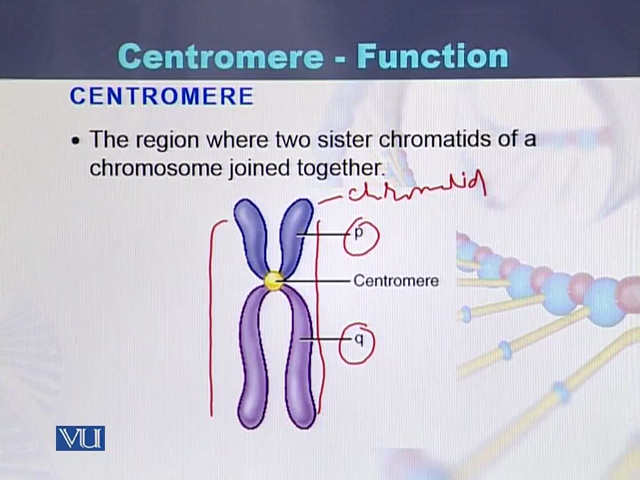 Centromere - Function
CENTROMERE
• The region where two sister chromatids of a
chromosome joined together.
chromatid
p
Centromere
q
VU